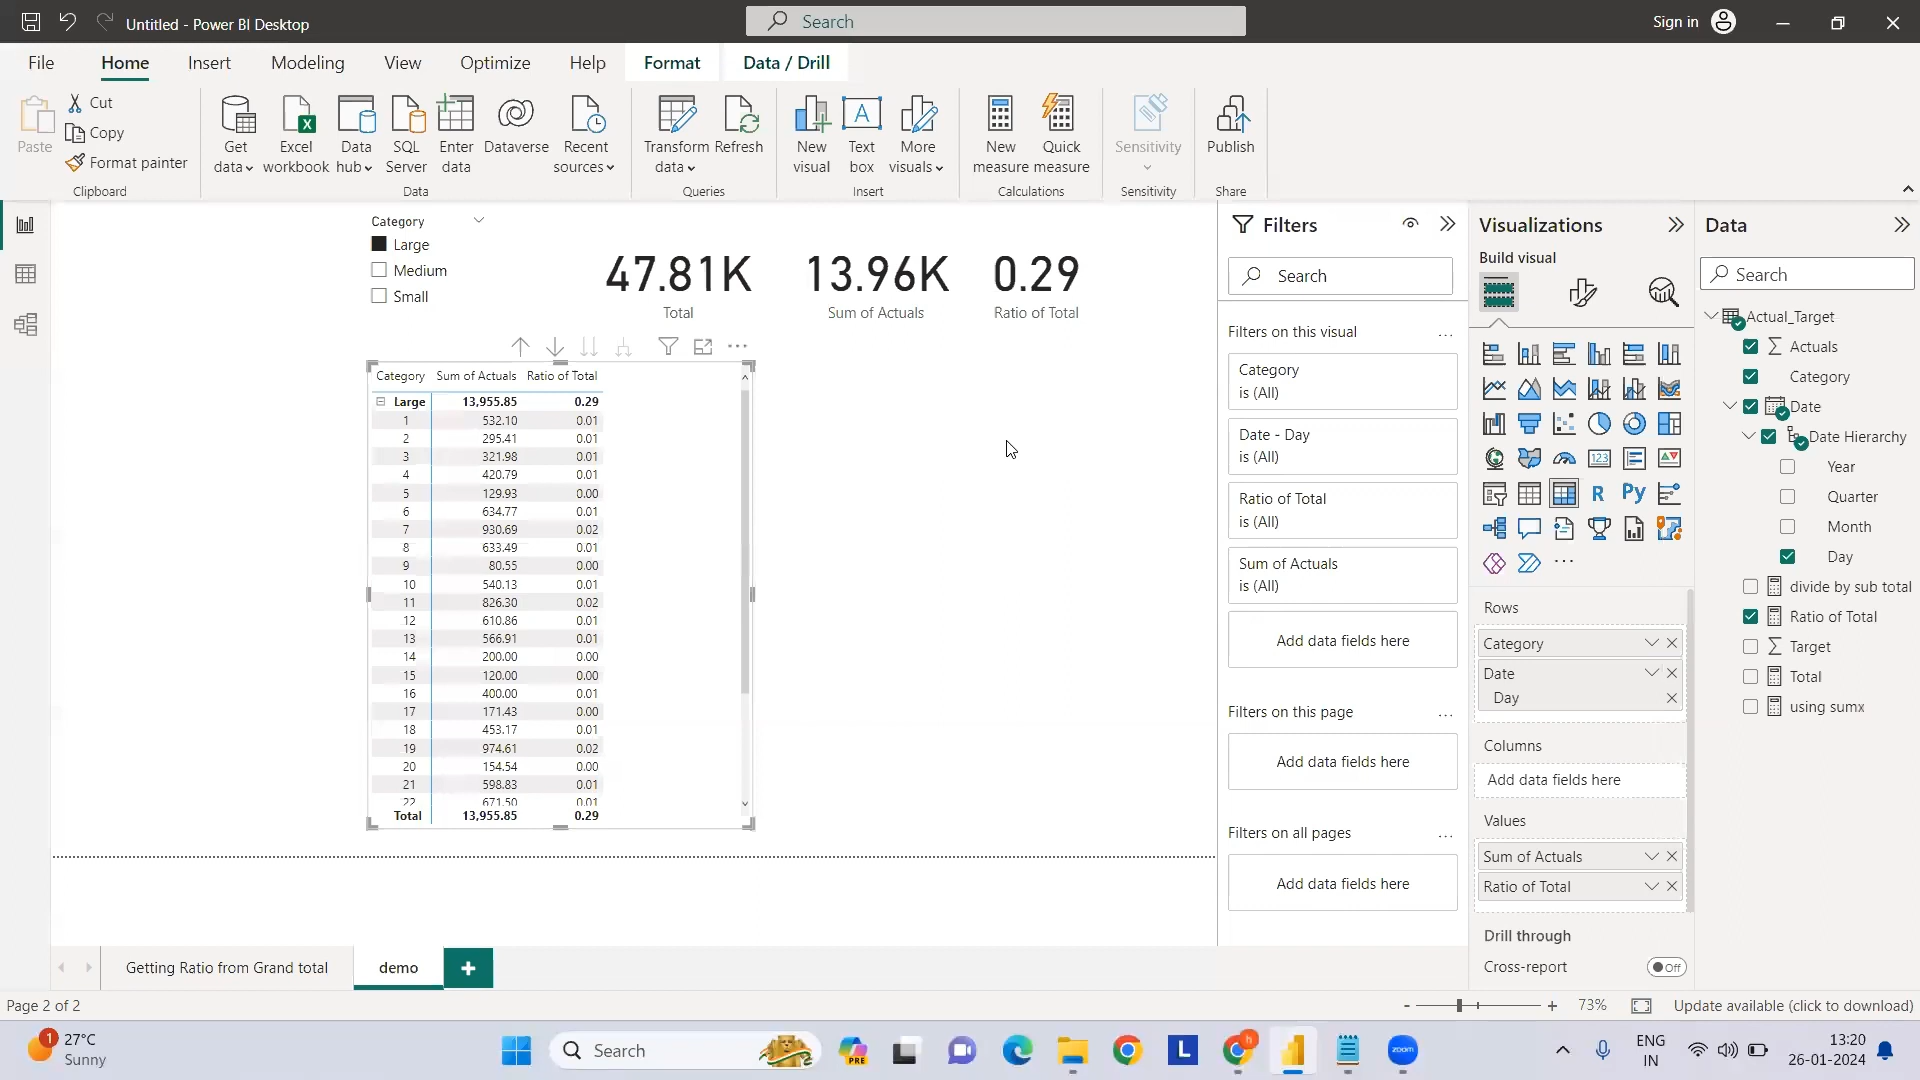 Untitled - Power BI Desktop
Search
Sign in
File
Home
Insert
Modeling
View
Optimize
Help
Format
Data / Drill
Paste
Cut
Copy
Format painter
Clipboard
Get data
Excel workbook
Data hub
SQL Server
Enter data
Dataverse
Recent sources
Data
Transform data
Refresh
Queries
New visual
Text box
More visuals
Insert
New measure
Quick measure
Calculations
Sensitivity
Sensitivity
Publish
Share
Category
Large
Medium
Small
47.81K
Total
13.96K
Sum of Actuals
0.29
Ratio of Total
Category Sum of Actuals Ratio of Total
Large 13,955.85 0.29
1 532.10 0.01
2 295.41 0.01
3 321.98 0.01
4 420.79 0.01
5 129.93 0.00
6 634.77 0.01
7 930.69 0.02
8 633.49 0.01
9 80.55 0.00
10 540.13 0.01
11 826.30 0.02
12 610.86 0.01
13 566.91 0.01
14 200.00 0.00
15 120.00 0.00
16 400.00 0.01
17 171.43 0.00
18 453.17 0.01
19 974.61 0.02
20 154.54 0.00
21 598.83 0.01
22 671.50 0.01
Total 13,955.85 0.29
Filters
Search
Filters on this visual
Category
is (All)
Date - Day
is (All)
Ratio of Total
is (All)
Sum of Actuals
is (All)
Add data fields here
Filters on this page
Add data fields here
Filters on all pages
Add data fields here
Visualizations
Build visual
123
R
Py
Rows
Category
Date
Day
Columns
Add data fields here
Values
Sum of Actuals
Ratio of Total
Drill through
Cross-report
Off
Data
Search
Actual_Target
Actuals
Category
Date
Date Hierarchy
Year
Quarter
Month
Day
divide by sub total
Ratio of Total
Target
Total
using sumx
Getting Ratio from Grand total
demo
Page 2 of 2
73%
Update available (click to download)
1
27°C
Sunny
Search
PRE
L
h
zoom
ENG
IN
13:20
26-01-2024